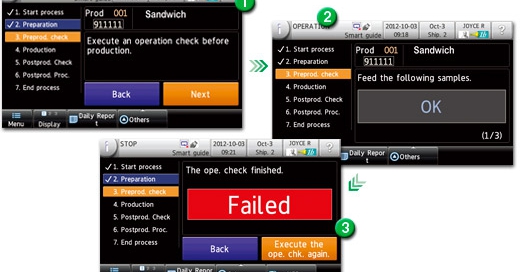 1
✓ 1. Start process
✓ 2. Preparation
3. Preprod. check
4. Production
5. Postprod. Check
6. Postprod. Proc.
7. End process
Prod 001
911111
Sandwich
Execute an operation check before
production.
Back
Next
Menu
Display
Daily Repor
t
Others
2
OPERATION
Smart guide
2012-10-03
09:18
Oct-3
Ship. 2
JOYCE R
16
?
✓ 1. Start process
✓ 2. Preparation
3. Preprod. check
4. Production
5. Postprod. Check
6. Postprod. Proc.
7. End process
Prod 001
911111
Sandwich
Feed the following samples.
OK
(1/3)
Menu
Display
Daily Repor
t
Others
STOP
Smart guide
2012-10-03
09:21
Oct-3
Ship. 2
JOYCE R
16
?
✓ 1. Start process
✓ 2. Preparation
3. Preprod. check
4. Production
5. Postprod. Check
6. Postprod. Proc.
7. End process
The ope. check finished.
Failed
3
Back
Execute the
ope. chk. again.
Daily Repor